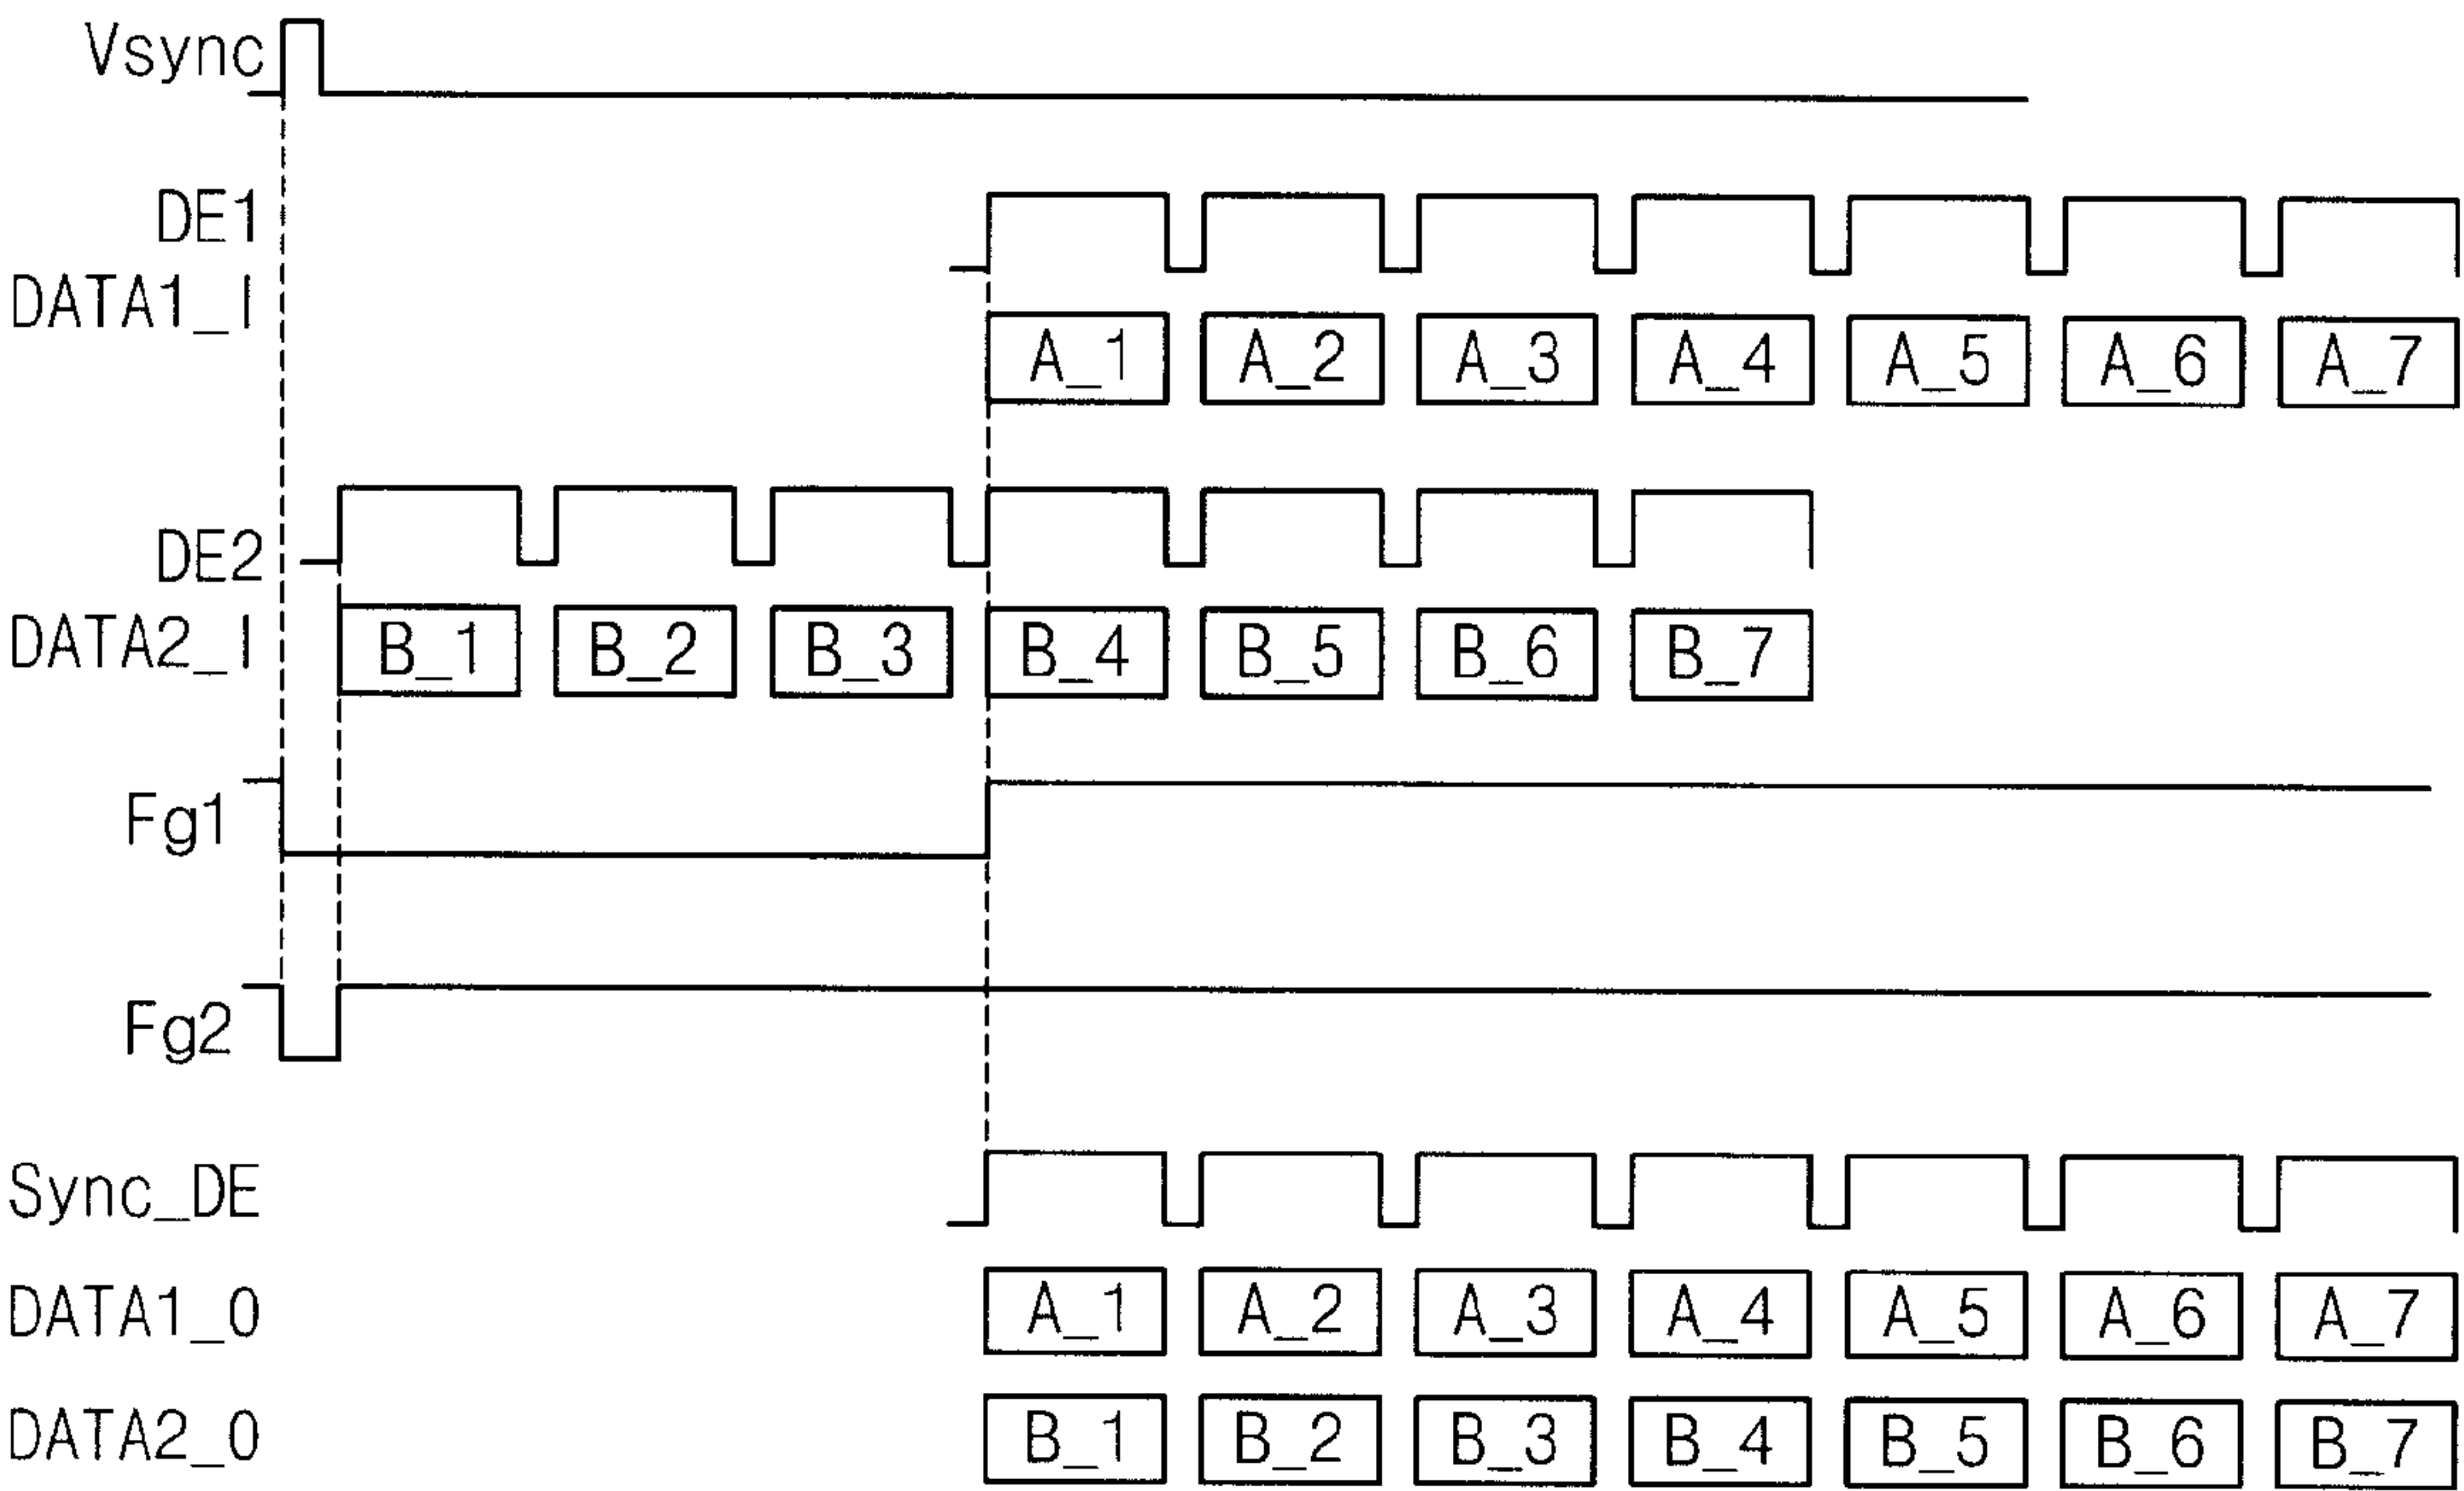 Vsync
DE1
DATA1_I
A_1 A_2 A_3 A_4 A_5 A_6 A_7
DE2
DATA2_I B_1 B_2 B_3 B_4 B_5 B_6 B_7
Fg1
Fg2
Sync_DE
DATA1_0 A_1 A_2 A_3 A_4 A_5 A_6 A_7
DATA2_0 B_1 B_2 B_3 B_4 B_5 B_6 B_7